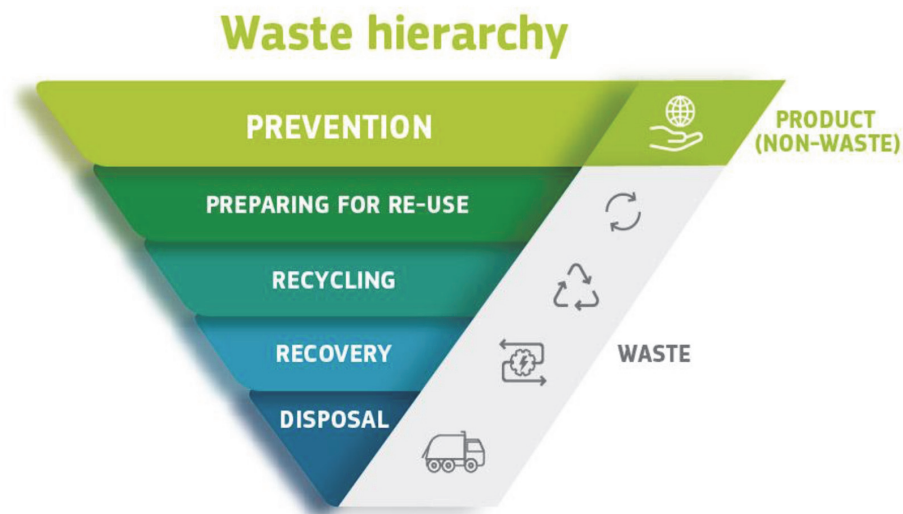 Waste hierarchy
PREVENTION
PRODUCT
(NON-WASTE)
PREPARING FOR RE-USE
RECYCLING
RECOVERY
WASTE
DISPOSAL